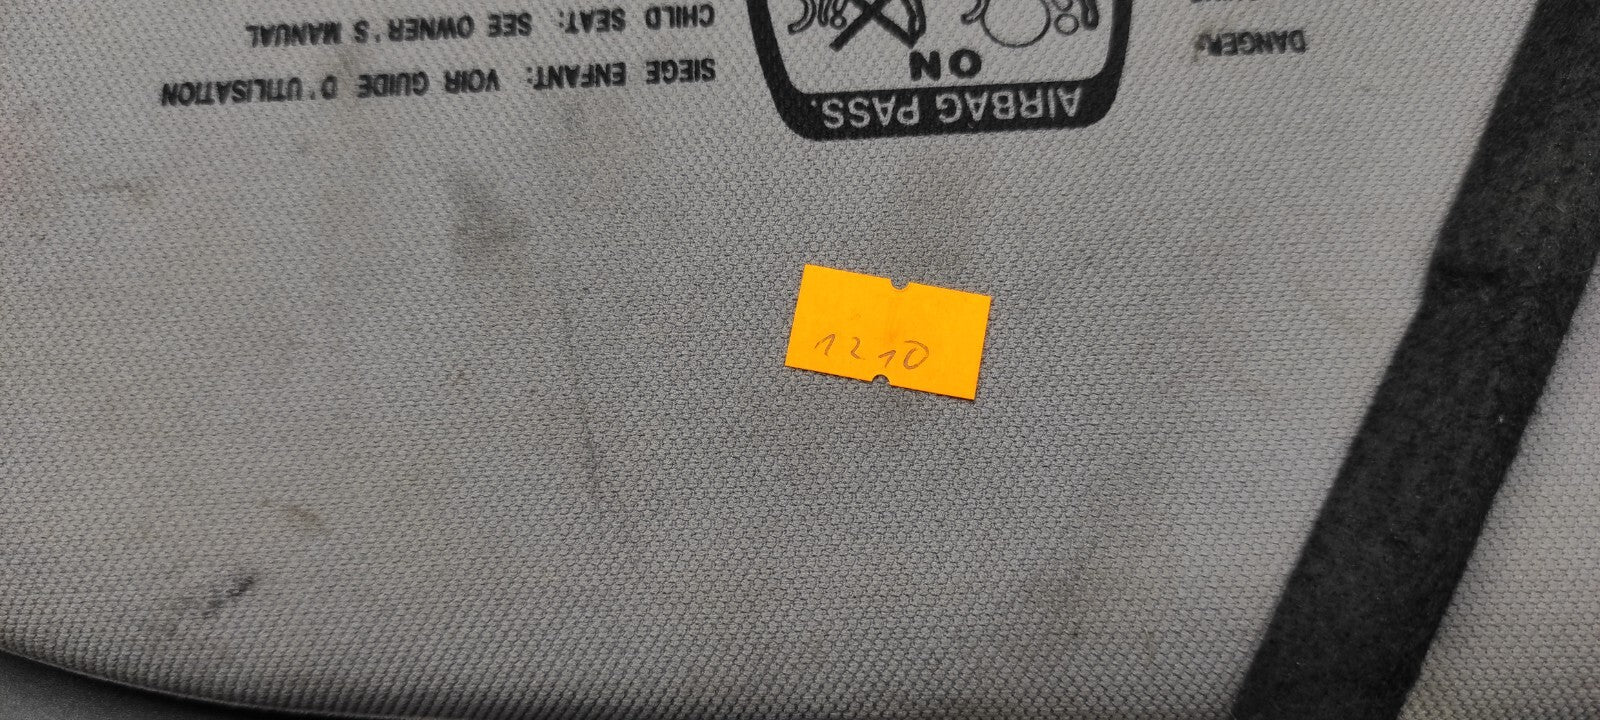 DANGER.
AIRBAG PASS.
ON
SIEGE ENFANT: VOIR GUIDE D'UTILISATION
CHILD SEAT: SEE OWNER'S MANUAL
1210